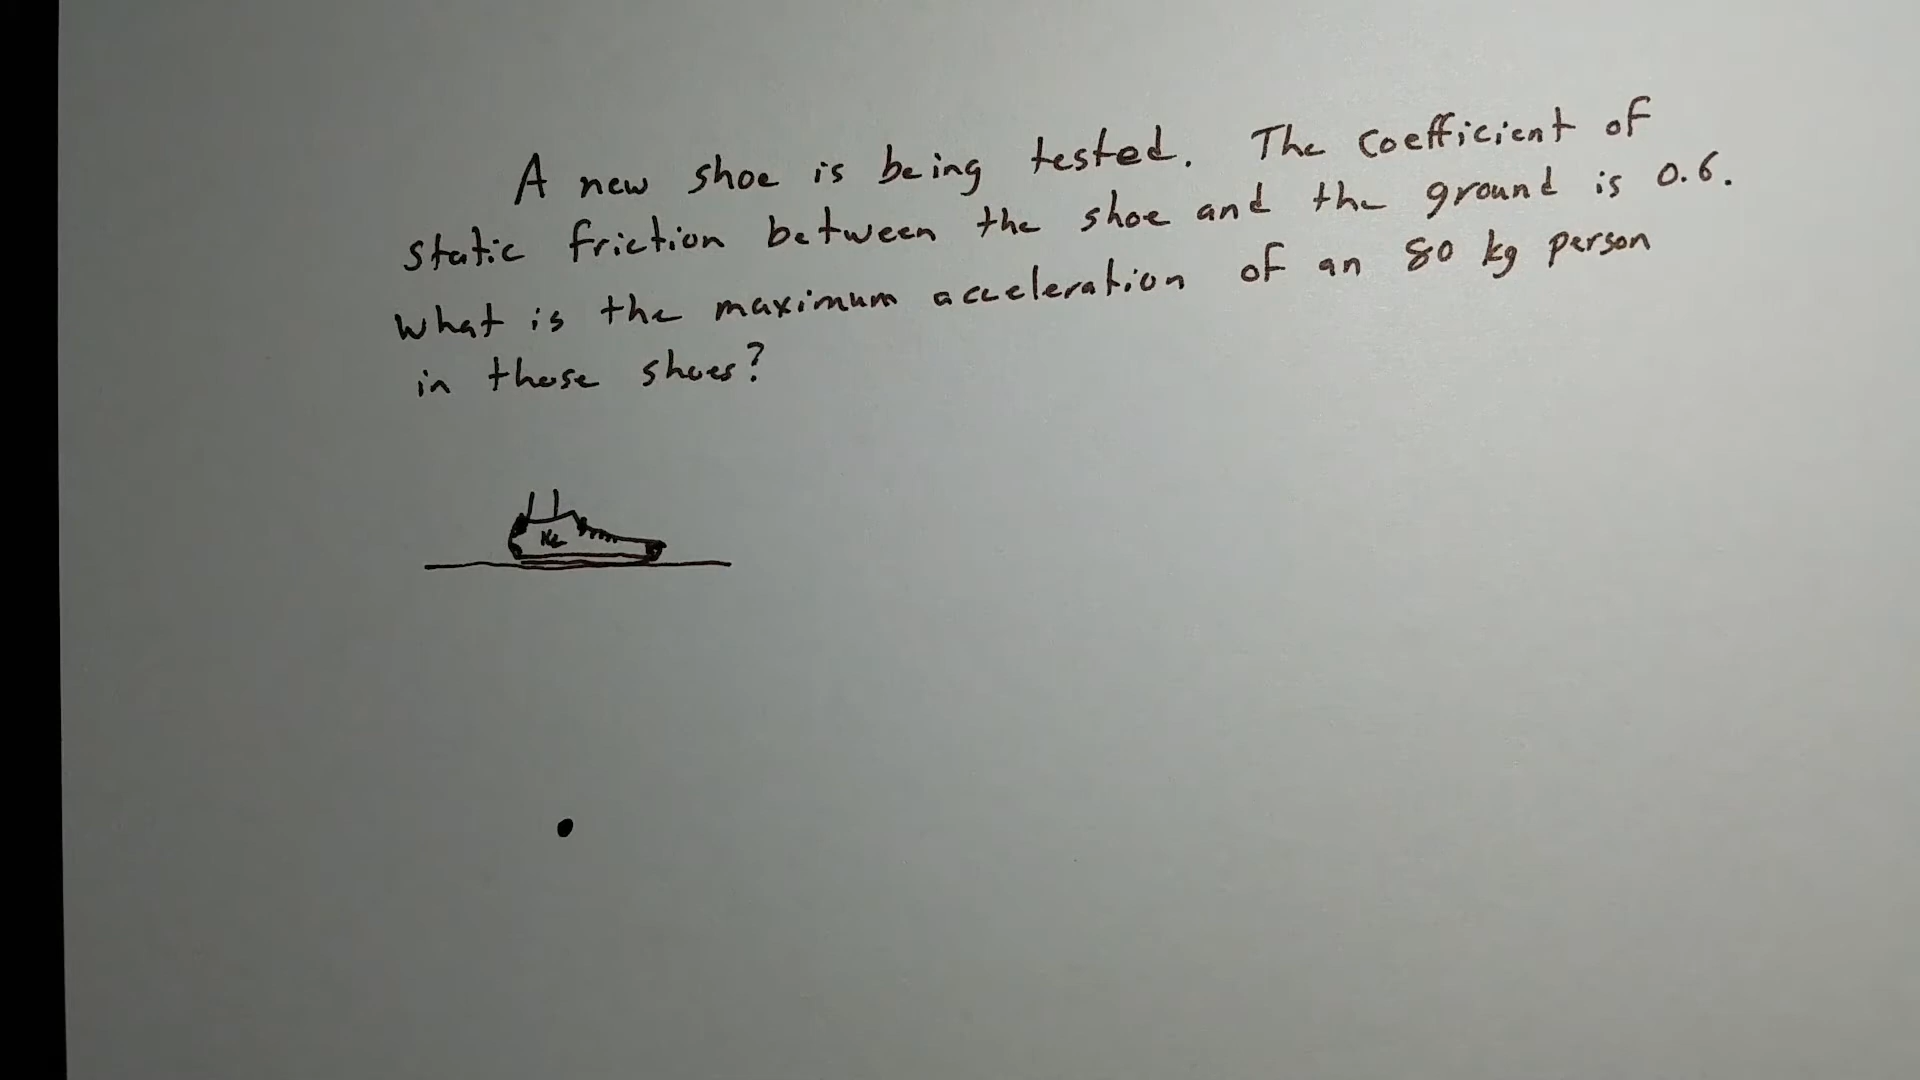 A new shoe is being tested. The coefficient of
static friction between the shoe and the ground is 0.6.
What is the maximum acceleration of an 80 kg person
in these shoes?